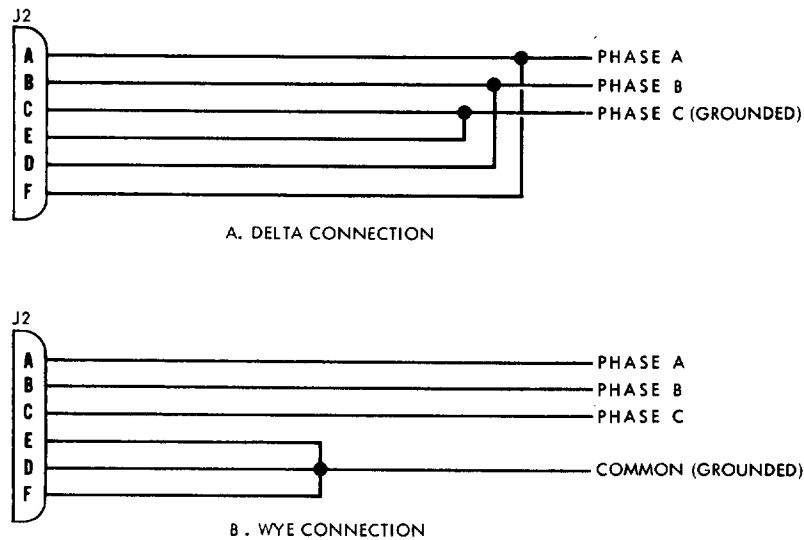 J2
A PHASE A
B PHASE B
C PHASE C (GROUNDED)
E
D
F
A. DELTA CONNECTION
J2
A PHASE A
B PHASE B
C PHASE C
E
D COMMON (GROUNDED)
F
B. WYE CONNECTION